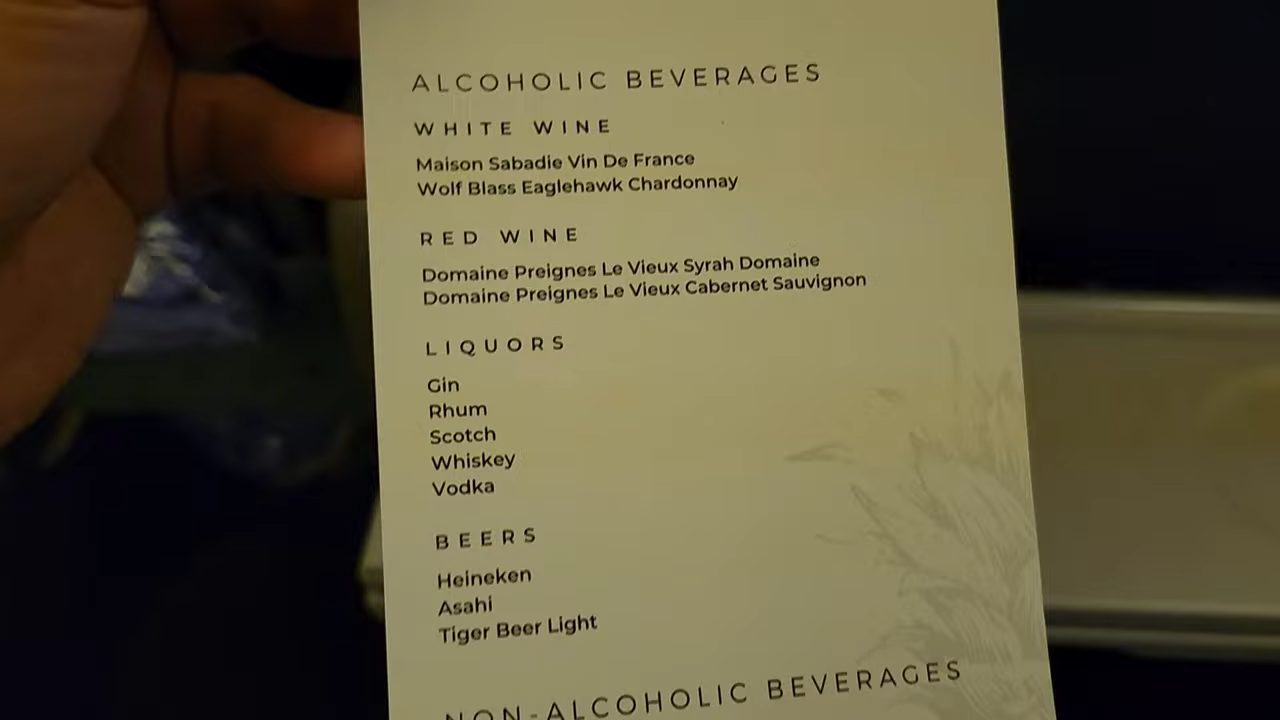 ALCOHOLIC BEVERAGES
WHITE WINE
Maison Sabadie Vin De France
Wolf Blass Eaglehawk Chardonnay
RED WINE
Domaine Preignes Le Vieux Syrah Domaine
Domaine Preignes Le Vieux Cabernet Sauvignon
LIQUORS
Gin
Rhum
Scotch
Whiskey
Vodka
BEERS
Heineken
Asahi
Tiger Beer Light
NON-ALCOHOLIC BEVERAGES